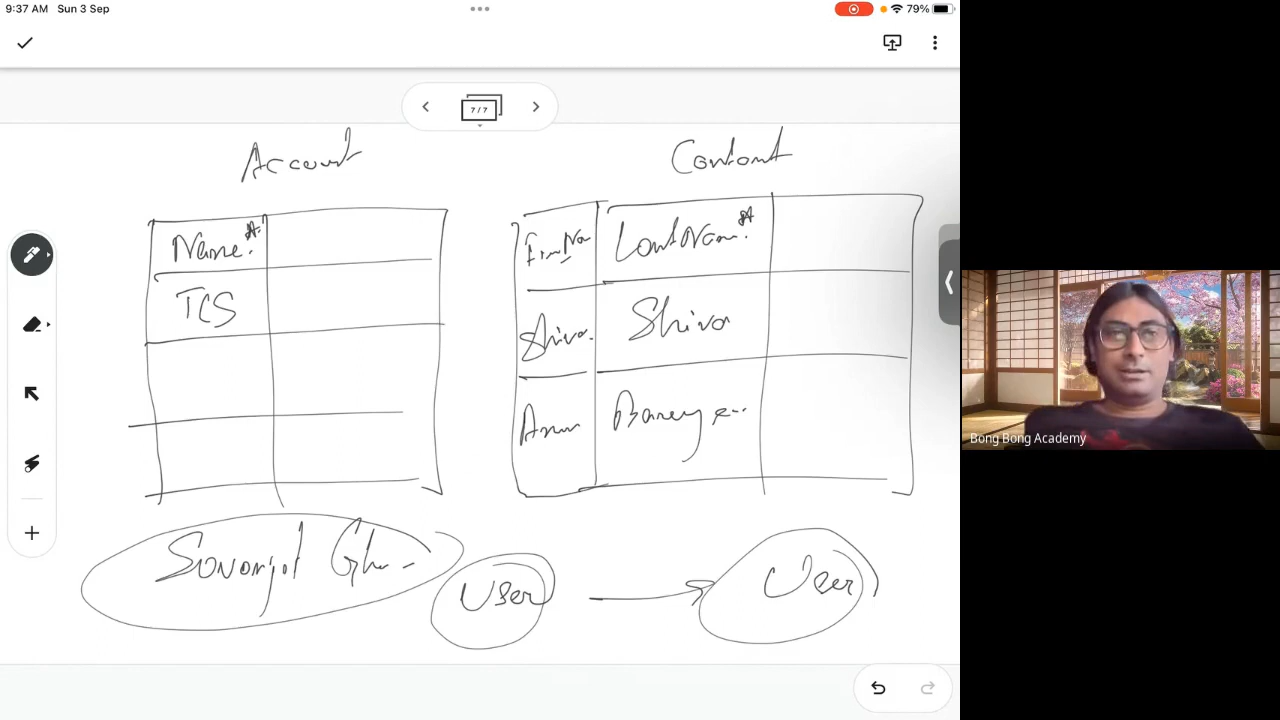 9:37 AM Sun 3 Sep
79%
7/7
Account
Contact
Name*
TCS
LastName*
Shiva
Shiva
User
User
Bong Bong Academy